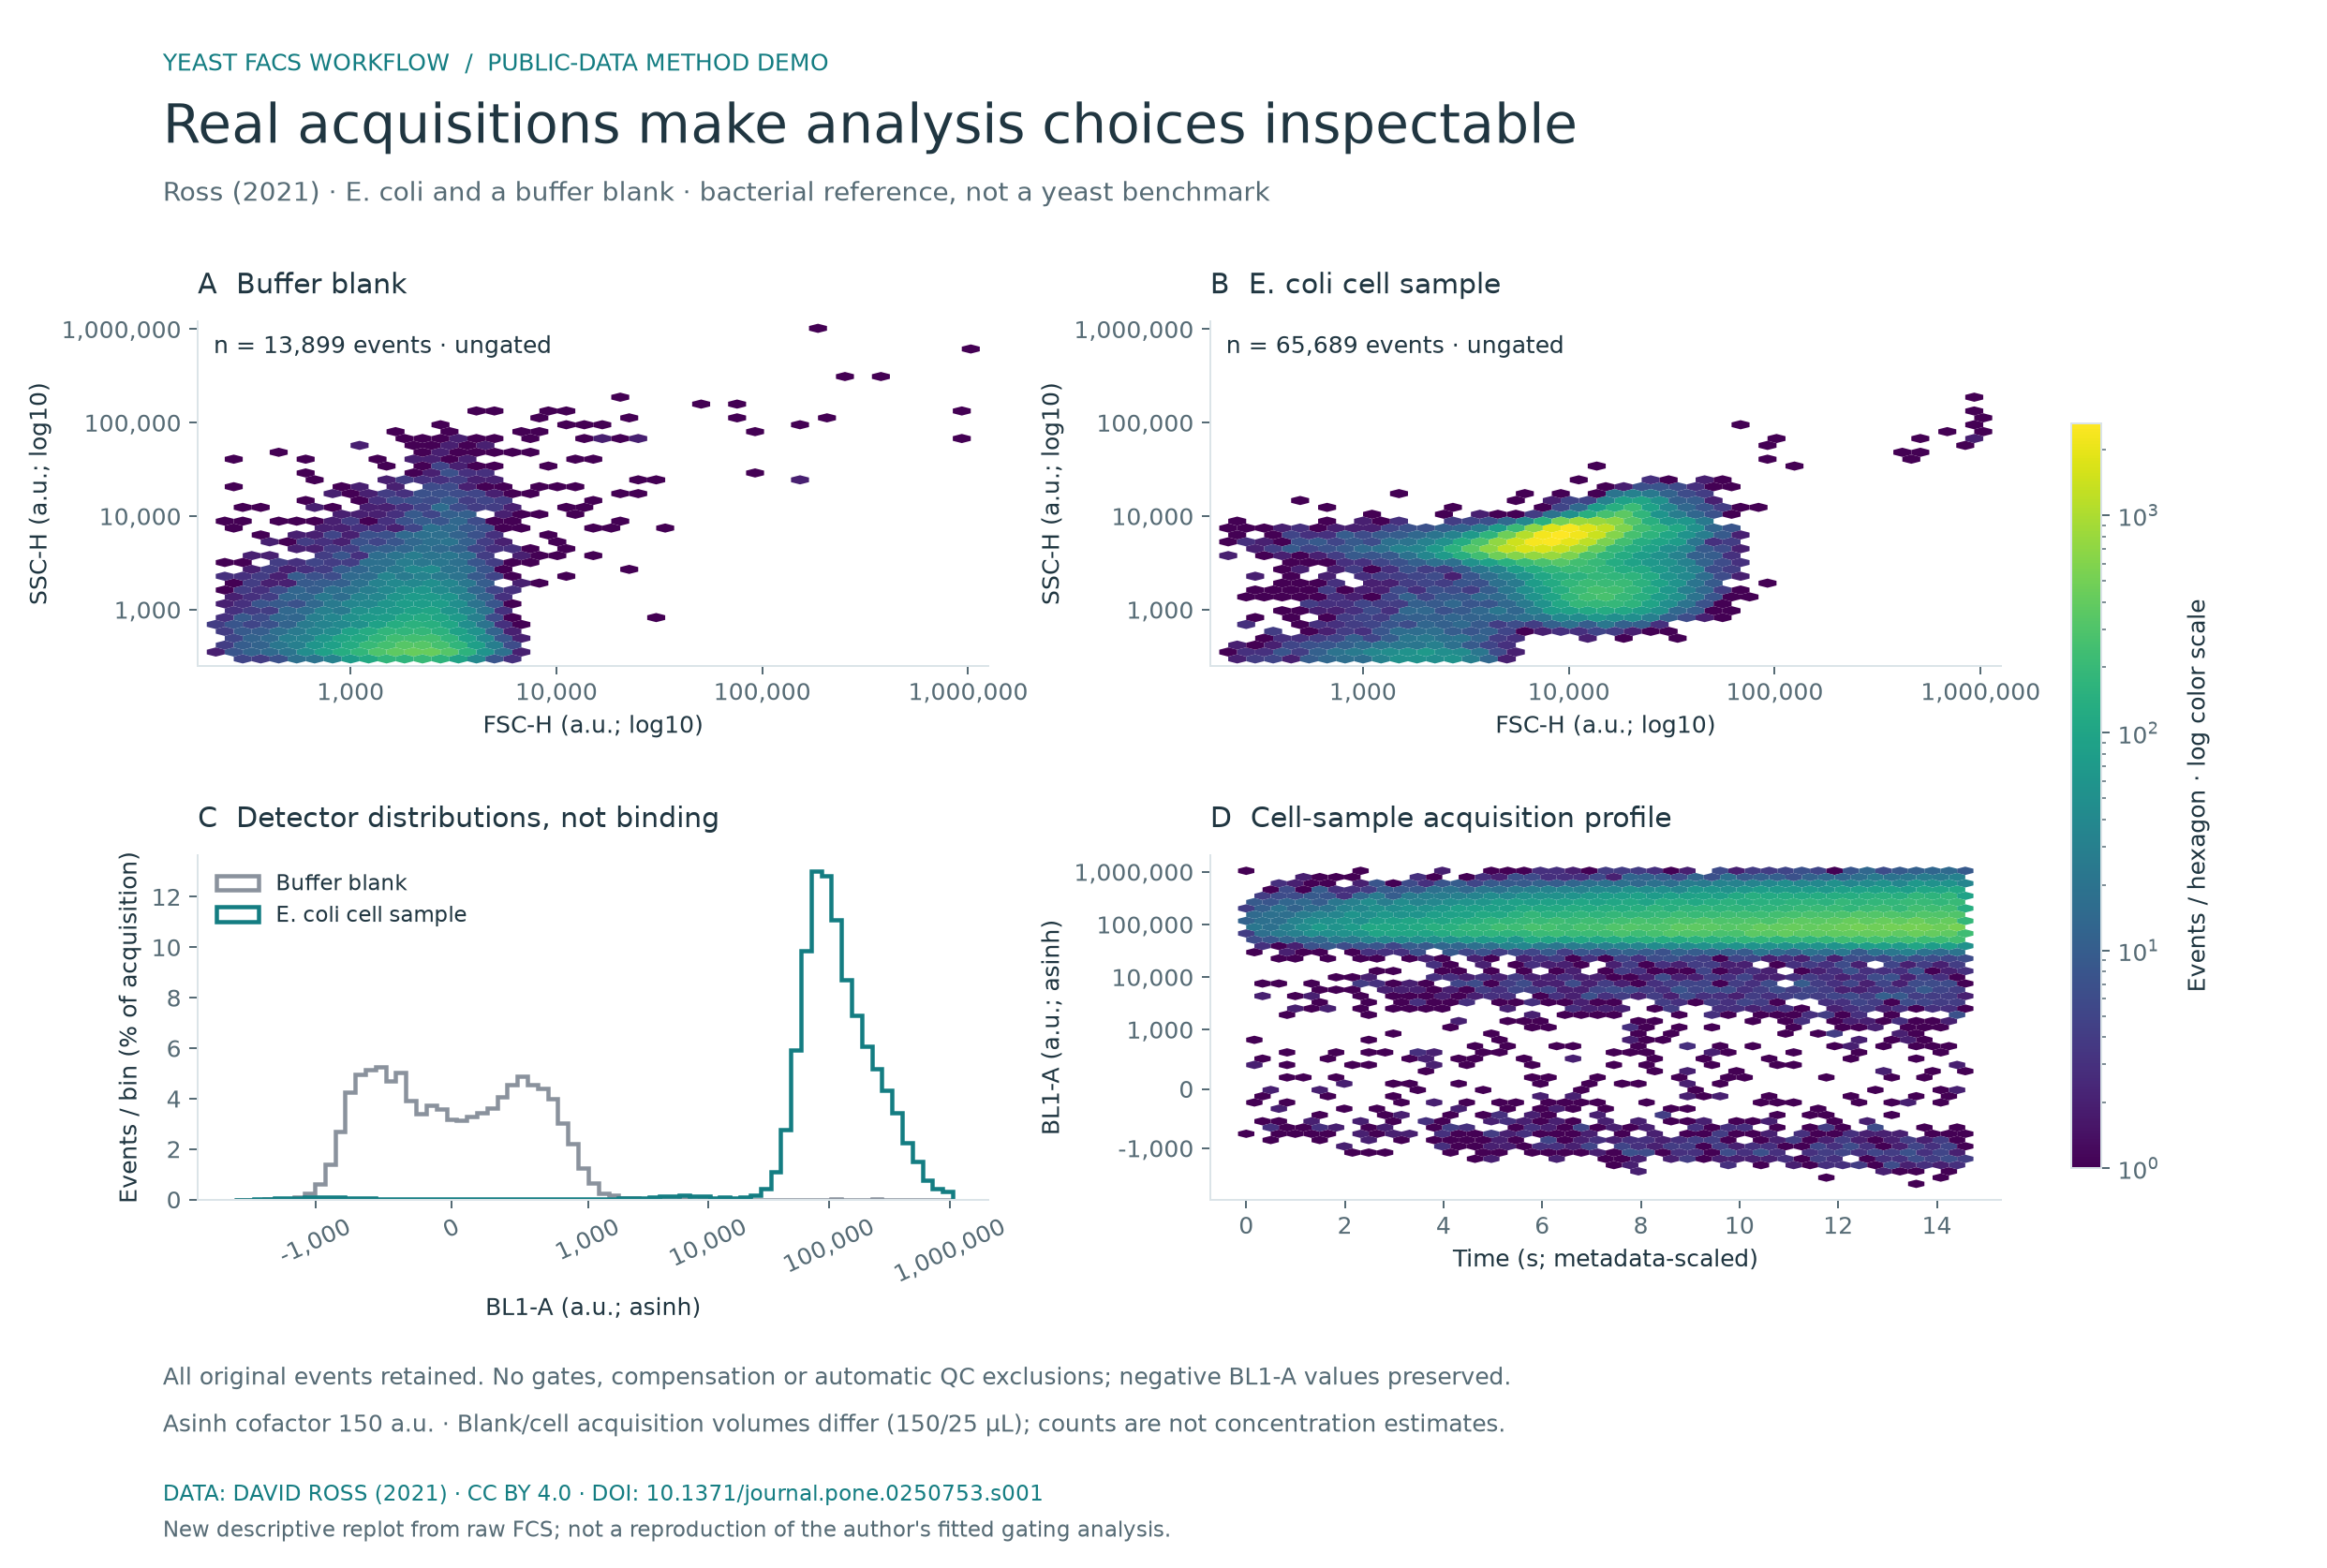 YEAST FACS WORKFLOW / PUBLIC-DATA METHOD DEMO
Real acquisitions make analysis choices inspectable
Ross (2021) · E. coli and a buffer blank · bacterial reference, not a yeast benchmark
A Buffer blank
n = 13,899 events · ungated
SSC-H (a.u.; log10)
1,000,000
100,000
10,000
1,000
1,000 10,000 100,000 1,000,000
FSC-H (a.u.; log10)
B E. coli cell sample
n = 65,689 events · ungated
SSC-H (a.u.; log10)
1,000,000
100,000
10,000
1,000
1,000 10,000 100,000 1,000,000
FSC-H (a.u.; log10)
C Detector distributions, not binding
Buffer blank
E. coli cell sample
Events / bin (% of acquisition)
12
10
8
6
4
2
0
-1,000 0 1,000 10,000 100,000 1,000,000
BL1-A (a.u.; asinh)
D Cell-sample acquisition profile
BL1-A (a.u.; asinh)
1,000,000
100,000
10,000
1,000
0
-1,000
0 2 4 6 8 10 12 14
Time (s; metadata-scaled)
10³
10²
10¹
10⁰
Events / hexagon · log color scale
All original events retained. No gates, compensation or automatic QC exclusions; negative BL1-A values preserved.
Asinh cofactor 150 a.u. · Blank/cell acquisition volumes differ (150/25 µL); counts are not concentration estimates.
DATA: DAVID ROSS (2021) · CC BY 4.0 · DOI: 10.1371/journal.pone.0250753.s001
New descriptive replot from raw FCS; not a reproduction of the author's fitted gating analysis.